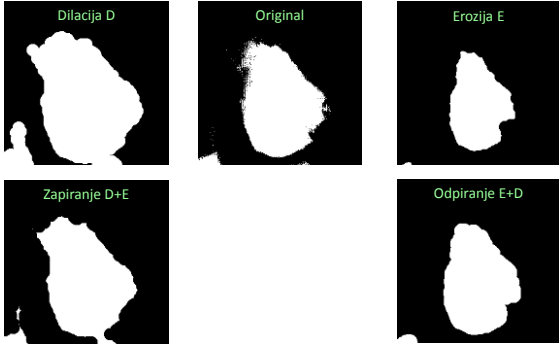 Dilacija D
Original
Erozija E
Zapiranje D+E
Odpiranje E+D